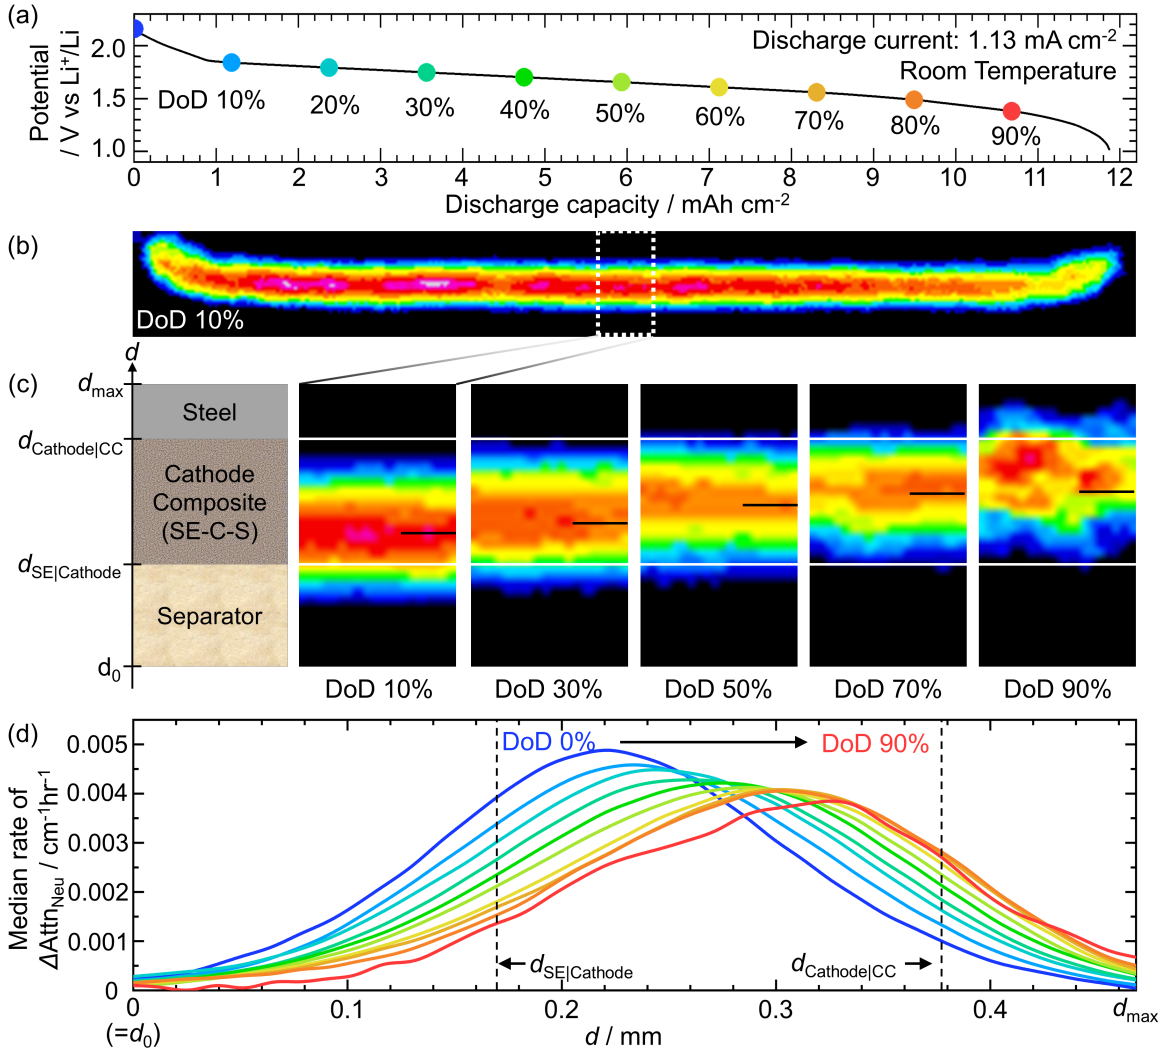 (a)
Potential
/ V vs Li⁺/Li
2.0
1.5
1.0
Discharge current: 1.13 mA cm⁻²
Room Temperature
DoD 10%
20%
30%
40%
50%
60%
70%
80%
90%
0 1 2 3 4 5 6 7 8 9 10 11 12
Discharge capacity / mAh cm⁻²
(b)
DoD 10%
(c)
d
d_max
d_Cathode|CC
d_SE|Cathode
d₀
Steel
Cathode
Composite
(SE-C-S)
Separator
DoD 10% DoD 30% DoD 50% DoD 70% DoD 90%
(d)
Median rate of
ΔAttn_Neu / cm⁻¹hr⁻¹
0.005
0.004
0.003
0.002
0.001
0
DoD 0%
DoD 90%
d_SE|Cathode
d_Cathode|CC
0 0.1 0.2 0.3 0.4 d_max
(=d₀)
d / mm